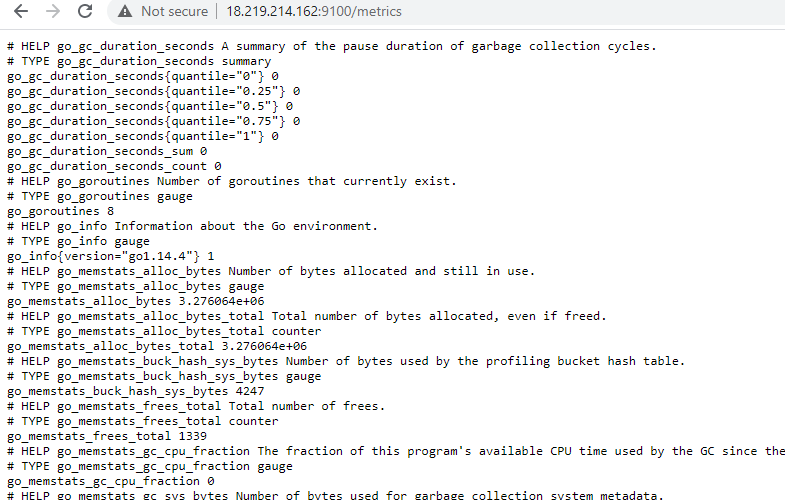 Not secure | 18.219.214.162:9100/metrics
# HELP go_gc_duration_seconds A summary of the pause duration of garbage collection cycles.
# TYPE go_gc_duration_seconds summary
go_gc_duration_seconds{quantile="0"} 0
go_gc_duration_seconds{quantile="0.25"} 0
go_gc_duration_seconds{quantile="0.5"} 0
go_gc_duration_seconds{quantile="0.75"} 0
go_gc_duration_seconds{quantile="1"} 0
go_gc_duration_seconds_sum 0
go_gc_duration_seconds_count 0
# HELP go_goroutines Number of goroutines that currently exist.
# TYPE go_goroutines gauge
go_goroutines 8
# HELP go_info Information about the Go environment.
# TYPE go_info gauge
go_info{version="go1.14.4"} 1
# HELP go_memstats_alloc_bytes Number of bytes allocated and still in use.
# TYPE go_memstats_alloc_bytes gauge
go_memstats_alloc_bytes 3.276064e+06
# HELP go_memstats_alloc_bytes_total Total number of bytes allocated, even if freed.
# TYPE go_memstats_alloc_bytes_total counter
go_memstats_alloc_bytes_total 3.276064e+06
# HELP go_memstats_buck_hash_sys_bytes Number of bytes used by the profiling bucket hash table.
# TYPE go_memstats_buck_hash_sys_bytes gauge
go_memstats_buck_hash_sys_bytes 4247
# HELP go_memstats_frees_total Total number of frees.
# TYPE go_memstats_frees_total counter
go_memstats_frees_total 1339
# HELP go_memstats_gc_cpu_fraction The fraction of this program's available CPU time used by the GC since the
# TYPE go_memstats_gc_cpu_fraction gauge
go_memstats_gc_cpu_fraction 0
# HELP go_memstats_gc_sys_bytes Number of bytes used for garbage collection system metadata.